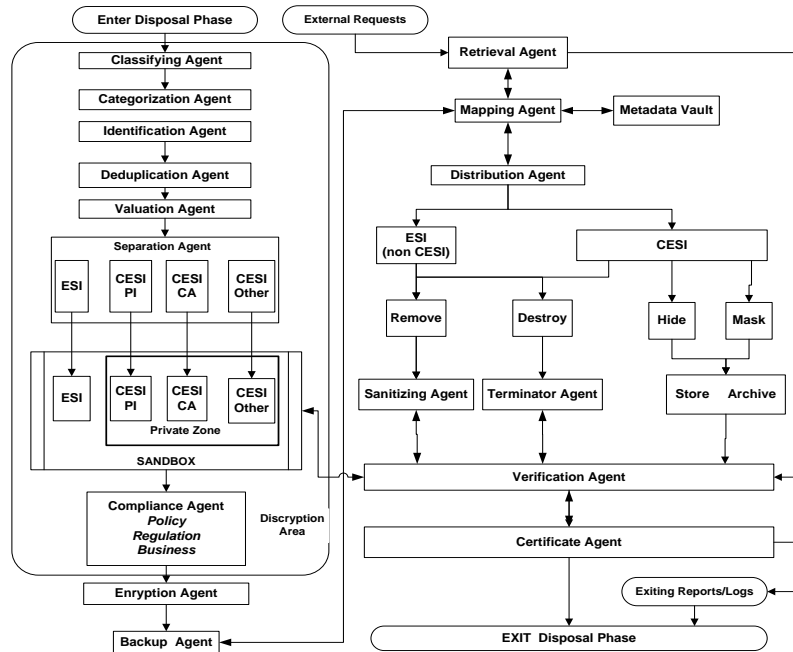 Enter Disposal Phase
Classifying Agent
Categorization Agent
Identification Agent
Deduplication Agent
Valuation Agent
Separation Agent
ESI
CESI
PI
CESI
CA
CESI
Other
ESI
CESI
PI
CESI
CA
CESI
Other
Private Zone
SANDBOX
Compliance Agent
Policy
Regulation
Business
Discryption
Area
Enryption Agent
Backup Agent
External Requests
Retrieval Agent
Mapping Agent
Metadata Vault
Distribution Agent
ESI
(non CESI)
CESI
Remove
Destroy
Hide
Mask
Sanitizing Agent
Terminator Agent
Store Archive
Verification Agent
Certificate Agent
Exiting Reports/Logs
EXIT Disposal Phase